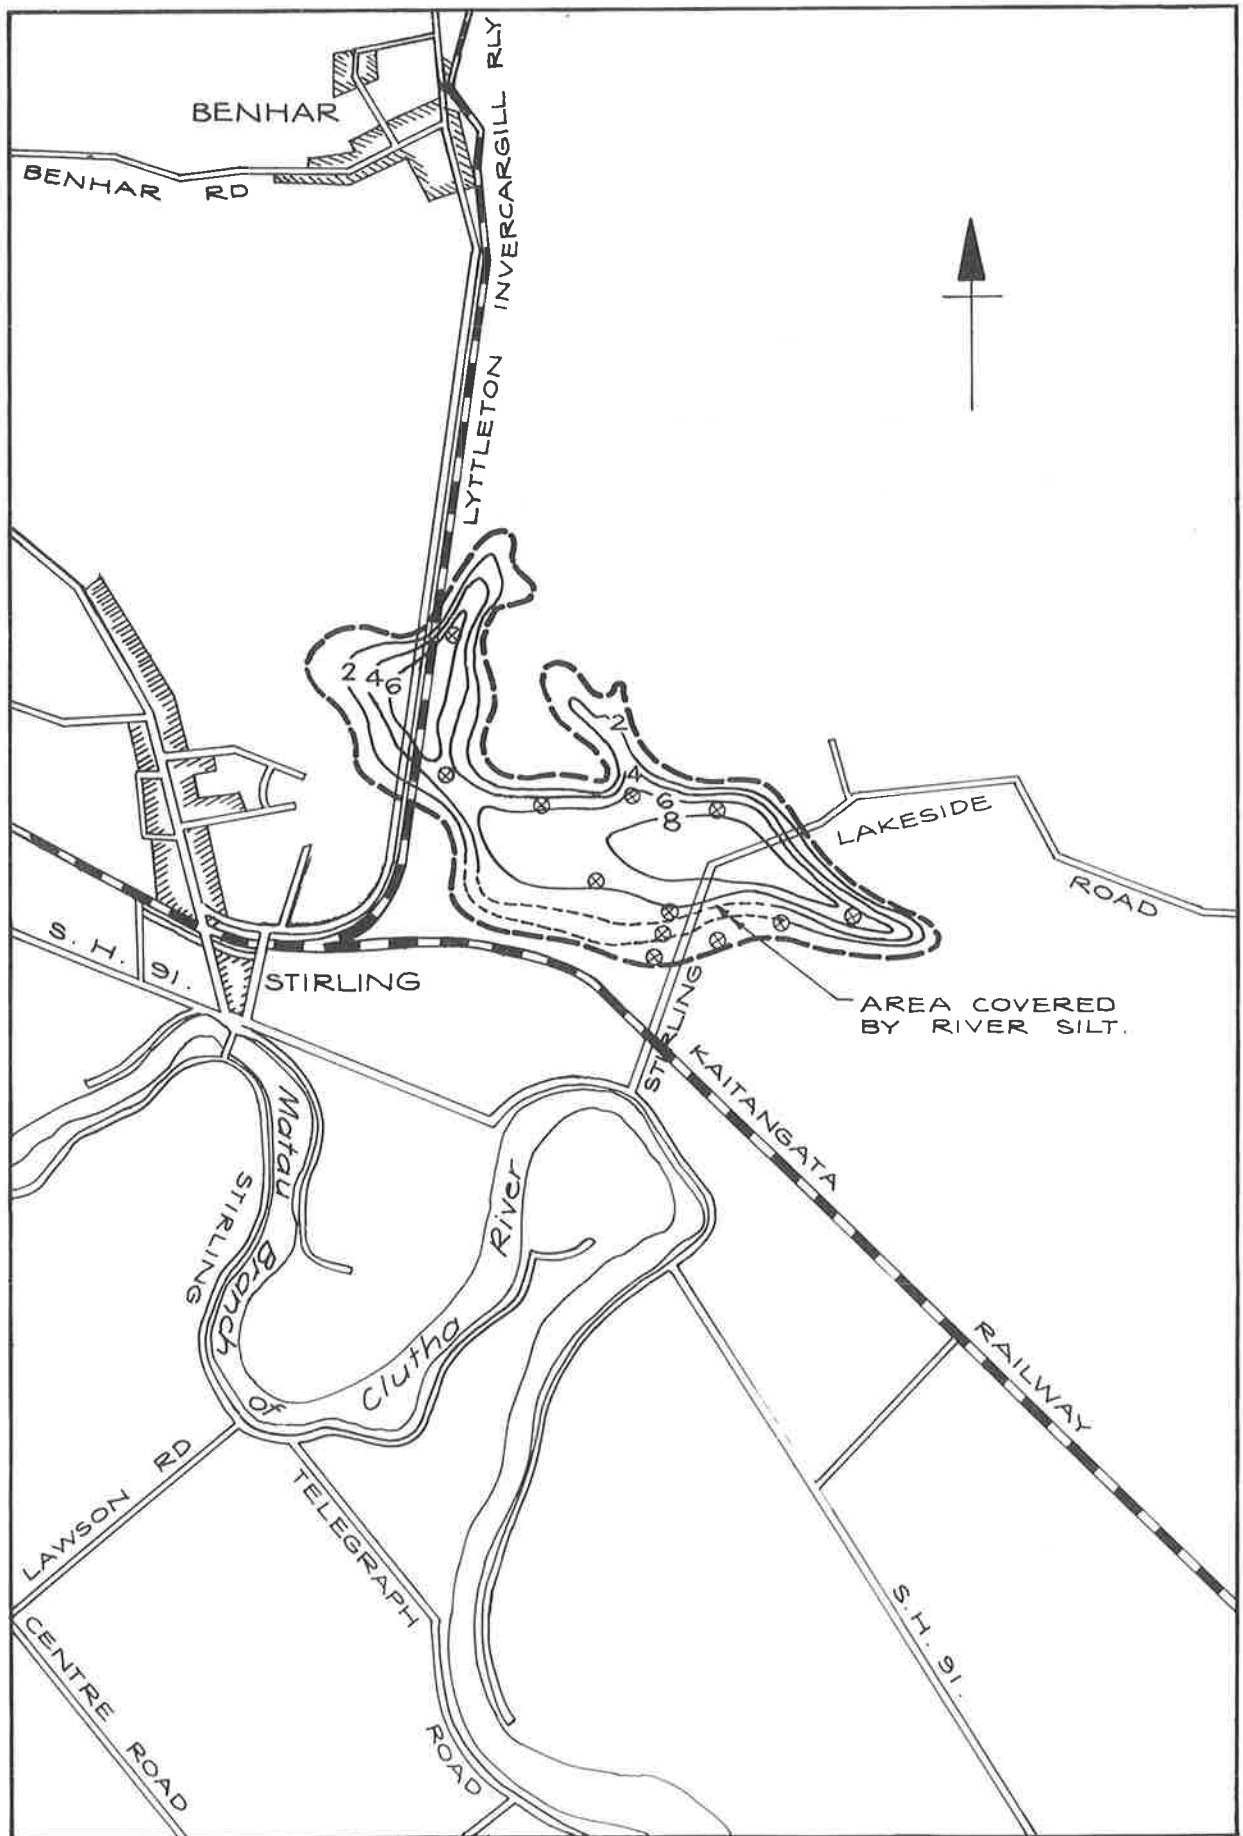 BENHAR
BENHAR RD
LYTTLETON INVERCARGILL RLY
2 4 6
2
4
6
8
LAKESIDE ROAD
S. H. 91.
STIRLING
AREA COVERED
BY RIVER SILT.
STIRLING
KAITANGATA RAILWAY
Matau Branch of Clutha River
STIRLING
LAWSON RD
TELEGRAPH ROAD
CENTRE ROAD
S. H. 91.